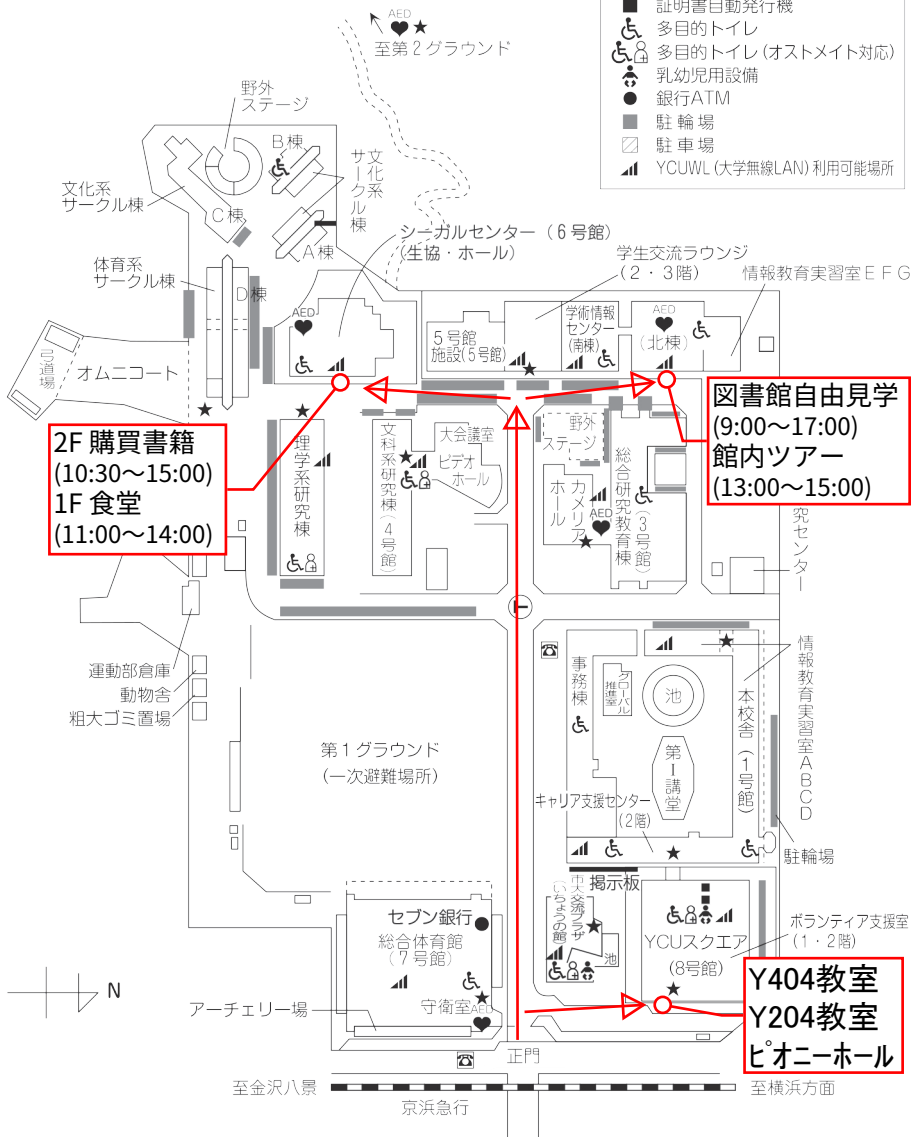 証明書自動発行機
多目的トイレ
多目的トイレ(オストメイト対応)
乳幼児用設備
銀行ATM
駐輪場
駐車場
YCUWL(大学無線LAN)利用可能場所
AED
至第2グラウンド
野外
ステージ
B棟
文化系
サークル棟
文化系
サークル棟
C棟
A棟
シーガルセンター(6号館)
(生協・ホール)
学生交流ラウンジ
(2・3階)
情報教育実習室EFG
体育系
サークル棟
D棟
AED
5号館
施設(5号館)
学術情報
センター
(南棟)
AED
(北棟)
弓道場
オムニコート
2F 購買書籍
(10:30~15:00)
1F 食堂
(11:00~14:00)
図書館自由見学
(9:00~17:00)
館内ツアー
(13:00~15:00)
理学系研究棟
文科系研究棟(4号館)
大会議室
ビデオ
ホール
野外
ステージ
カメリア
ホール
AED
総合研究教育棟
(3号館)
究センター
運動部倉庫
動物舎
粗大ゴミ置場
事務棟
グローバル
推進室
池
第Ⅰ講堂
本校舎(1号館)
情報教育実習室ABCD
第1グラウンド
(一次避難場所)
キャリア支援センター
(2階)
駐輪場
掲示板
市大交流プラザ
(いちょうの館)
池
セブン銀行
総合体育館
(7号館)
YCUスクエア
(8号館)
ボランティア支援室
(1・2階)
N
アーチェリー場
守衛室
AED
Y404教室
Y204教室
ピオニーホール
正門
至金沢八景
京浜急行
至横浜方面